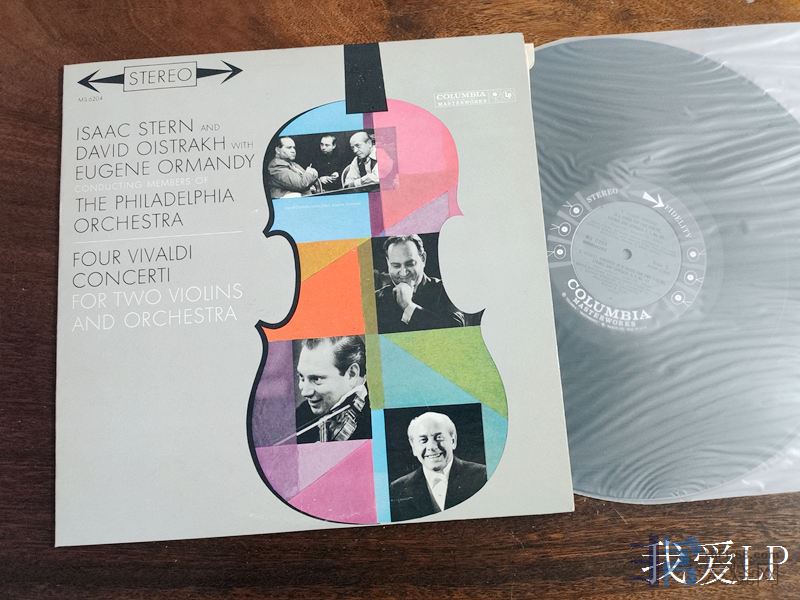 STEREO
MS 6204
COLUMBIA
MASTERWORKS
ISAAC STERN AND
DAVID OISTRAKH WITH
EUGENE ORMANDY
CONDUCTING MEMBERS OF
THE PHILADELPHIA
ORCHESTRA
FOUR VIVALDI
CONCERTI
FOR TWO VIOLINS
AND ORCHESTRA
STEREO
FIDELITY
COLUMBIA
MASTERWORKS
我爱LP